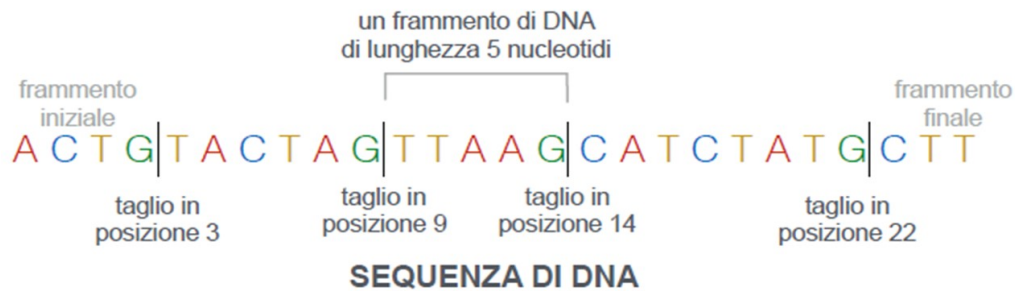 un frammento di DNA
di lunghezza 5 nucleotidi
frammento
iniziale
frammento
finale
A C T G T A C T A G T T A A G C A T C T A T G C T T
taglio in
posizione 3
taglio in
posizione 9
taglio in
posizione 14
taglio in
posizione 22
SEQUENZA DI DNA